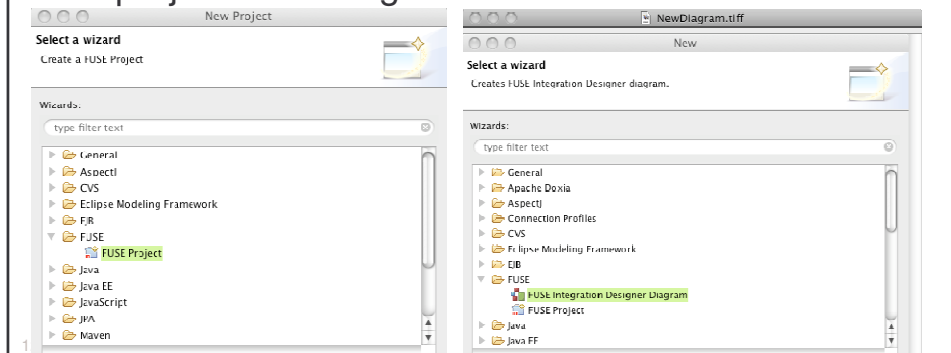 New Project
Select a wizard
Create a FUSE Project
Wizards:
type filter text
General
AspectJ
CVS
Eclipse Modeling Framework
EJB
FUSE
FUSE Project
Java
Java EE
JavaScript
JPA
Maven
1
NewDiagram.tiff
New
Select a wizard
Creates FUSE Integration Designer diagram.
Wizards:
type filter text
General
Apache Doxia
AspectJ
Connection Profiles
CVS
Eclipse Modeling Framework
EJB
FUSE
FUSE Integration Designer Diagram
FUSE Project
Java
Java EE